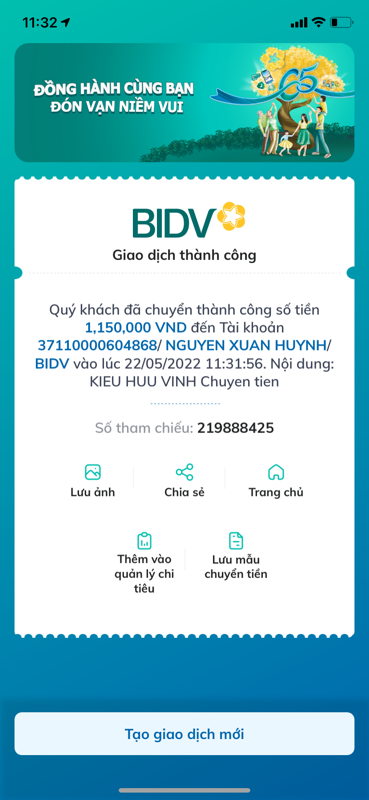 11:32
ĐỒNG HÀNH CÙNG BẠN
ĐÓN VẠN NIỀM VUI
65
BIDV
Giao dịch thành công
Quý khách đã chuyển thành công số tiền
1,150,000 VND đến Tài khoản
37110000604868/ NGUYEN XUAN HUYNH/
BIDV vào lúc 22/05/2022 11:31:56. Nội dung:
KIEU HUU VINH Chuyen tien
Số tham chiếu: 219888425
Lưu ảnh
Chia sẻ
Trang chủ
Thêm vào
quản lý chi
tiêu
Lưu mẫu
chuyển tiền
Tạo giao dịch mới